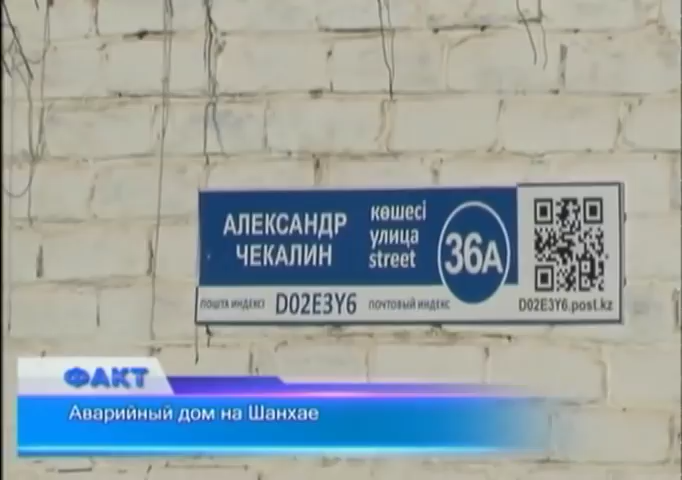 АЛЕКСАНДР
ЧЕКАЛИН
көшесі
улица
street
36А
ПОШТА ИНДЕКСІ D02E3Y6 ПОЧТОВЫЙ ИНДЕКС
D02E3Y6.post.kz
ФАКТ
Аварийный дом на Шанхае